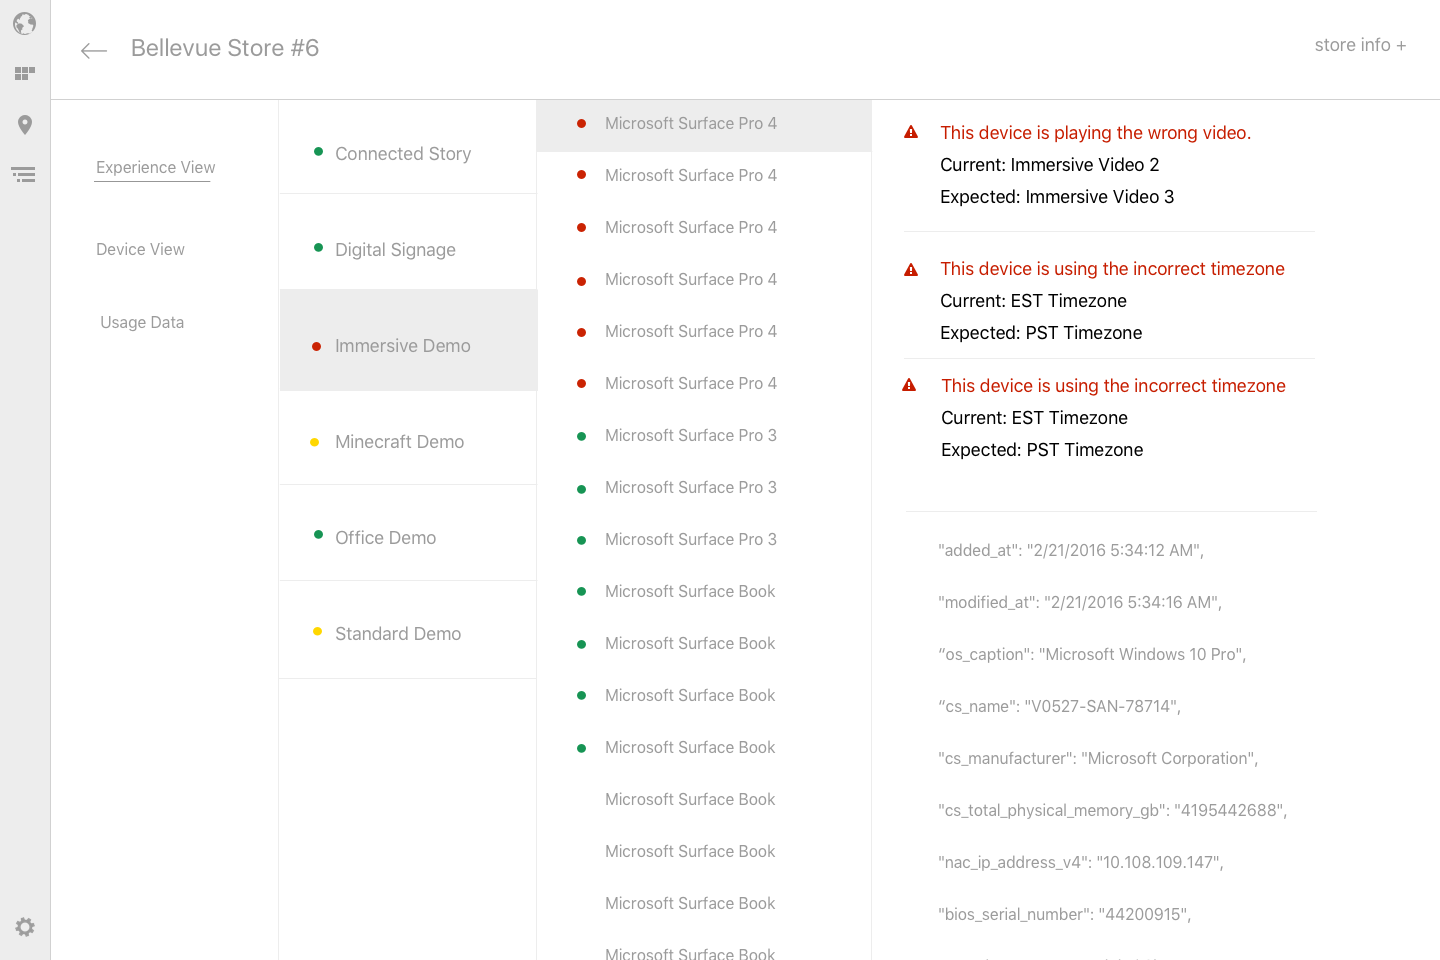 Bellevue Store #6
store info +
Experience View
Device View
Usage Data
Connected Story
Digital Signage
Immersive Demo
Minecraft Demo
Office Demo
Standard Demo
Microsoft Surface Pro 4
Microsoft Surface Pro 4
Microsoft Surface Pro 4
Microsoft Surface Pro 4
Microsoft Surface Pro 4
Microsoft Surface Pro 4
Microsoft Surface Pro 3
Microsoft Surface Pro 3
Microsoft Surface Pro 3
Microsoft Surface Book
Microsoft Surface Book
Microsoft Surface Book
Microsoft Surface Book
Microsoft Surface Book
Microsoft Surface Book
Microsoft Surface Book
Microsoft Surface Book
This device is playing the wrong video.
Current: Immersive Video 2
Expected: Immersive Video 3
This device is using the incorrect timezone
Current: EST Timezone
Expected: PST Timezone
This device is using the incorrect timezone
Current: EST Timezone
Expected: PST Timezone
"added_at": "2/21/2016 5:34:12 AM",
"modified_at": "2/21/2016 5:34:16 AM",
“os_caption": "Microsoft Windows 10 Pro",
“cs_name": "V0527-SAN-78714",
"cs_manufacturer": "Microsoft Corporation",
"cs_total_physical_memory_gb": "4195442688",
"nac_ip_address_v4": "10.108.109.147",
"bios_serial_number": "44200915",